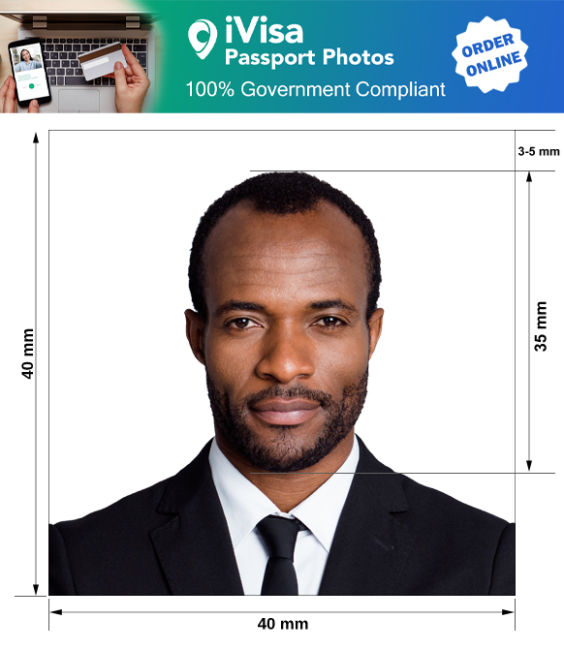 iVisa
Passport Photos
100% Government Compliant
ORDER
ONLINE
3-5 mm
40 mm
35 mm
40 mm